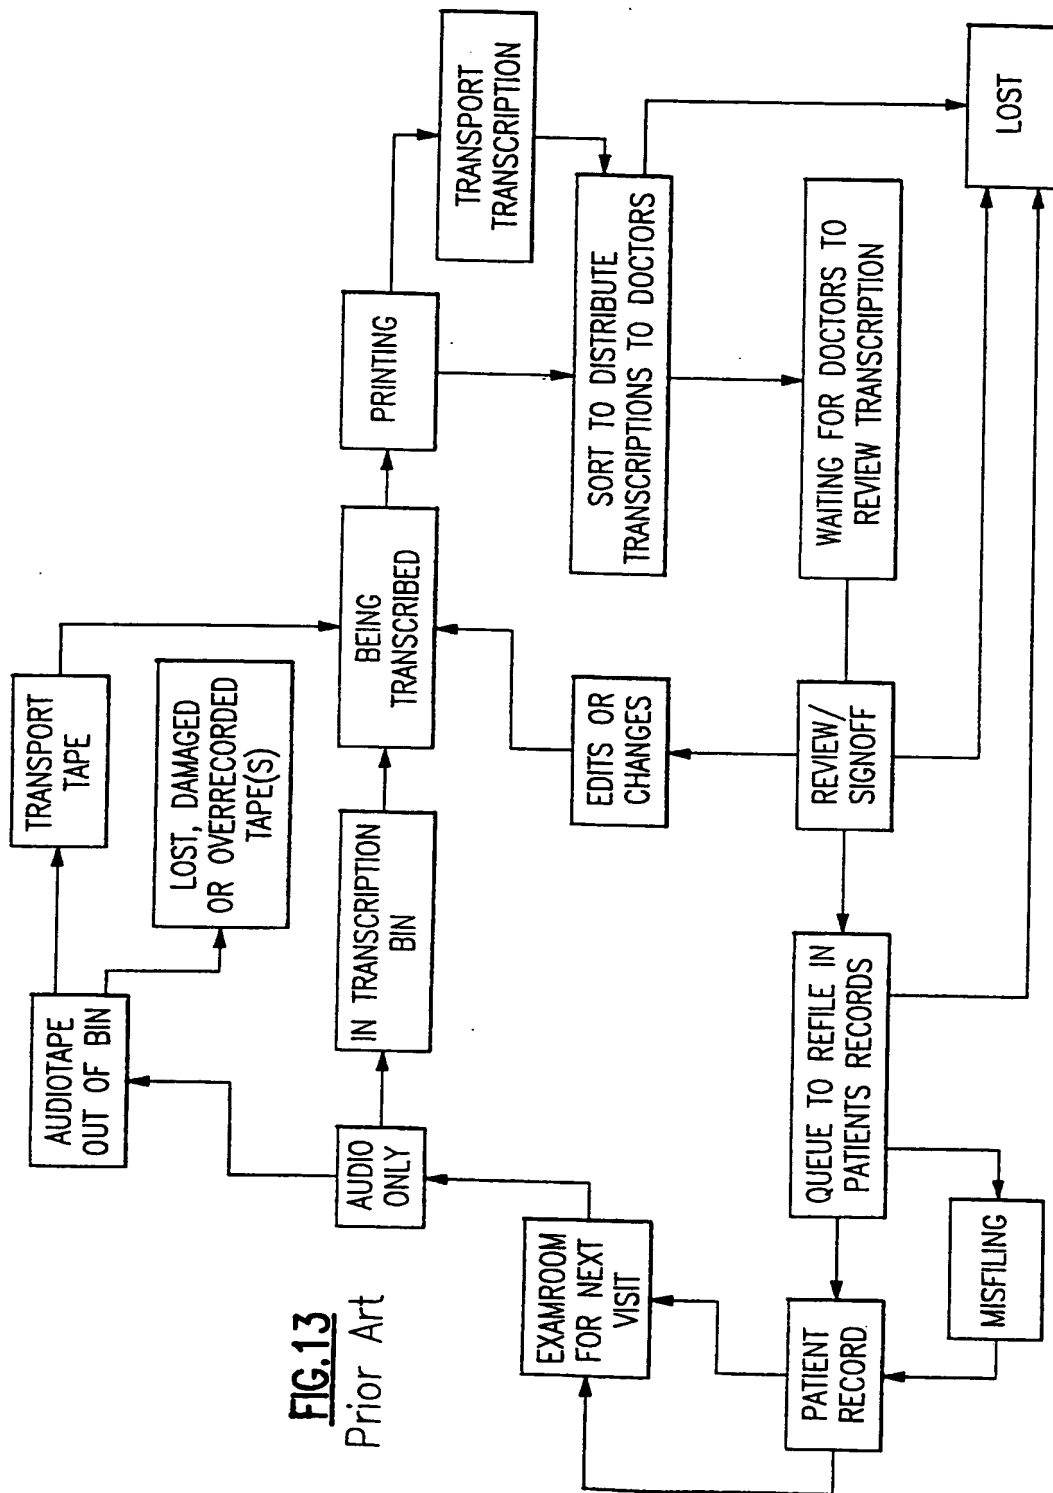 AUDIOTAPE
OUT OF BIN
TRANSPORT
TAPE
LOST, DAMAGED
OR OVERRECORDED
TAPE(S)
AUDIO
ONLY
IN TRANSCRIPTION
BIN
BEING
TRANSCRIBED
PRINTING
TRANSPORT
TRANSCRIPTION
FIG.13
Prior Art
EXAMROOM
FOR NEXT
VISIT
EDITS OR
CHANGES
SORT TO DISTRIBUTE
TRANSCRIPTIONS TO DOCTORS
PATIENT
RECORD
QUEUE TO REFILE IN
PATIENTS RECORDS
REVIEW/
SIGNOFF
WAITING FOR DOCTORS TO
REVIEW TRANSCRIPTION
MISFILING
LOST